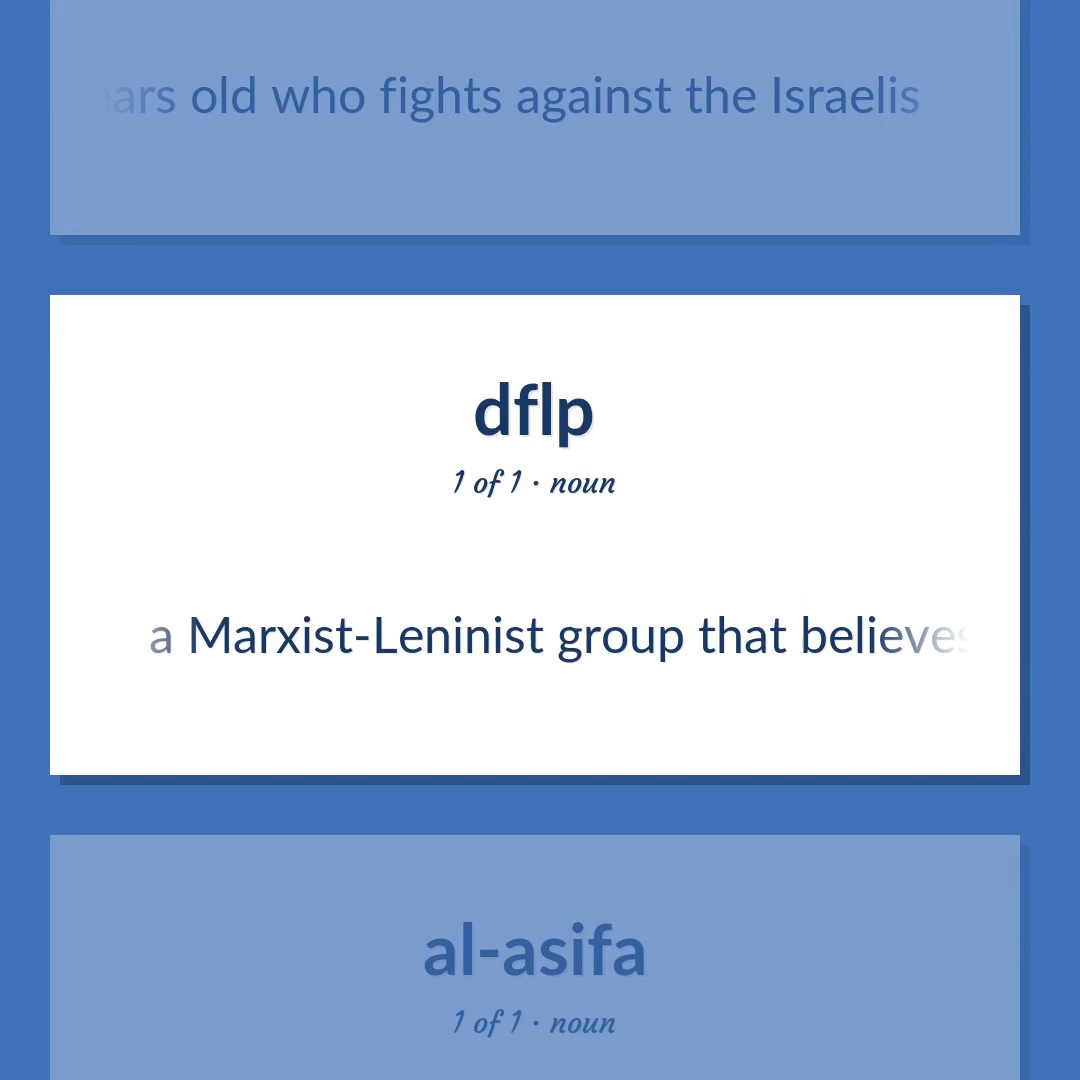 ears old who fights against the Israelis
dflp
1 of 1 · noun
a Marxist-Leninist group that believes
al-asifa
1 of 1 · noun